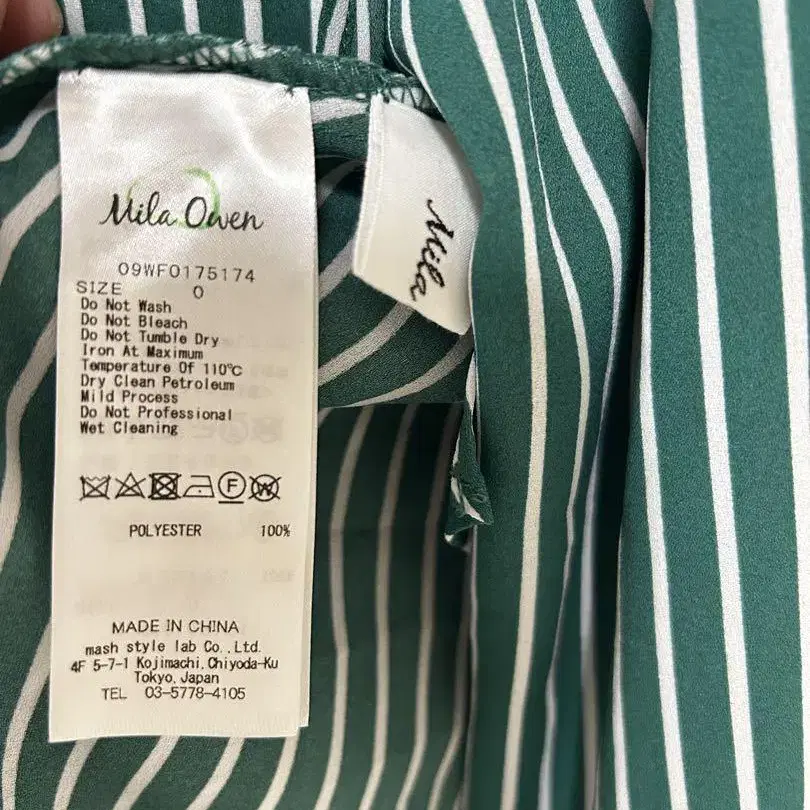 Mila Owen
09WF0175174
SIZE 0
Do Not Wash
Do Not Bleach
Do Not Tumble Dry
Iron At Maximum
Temperature Of 110℃
Dry Clean Petroleum
Mild Process
Do Not Professional
Wet Cleaning
F W
POLYESTER 100%
MADE IN CHINA
mash style lab Co.,Ltd.
4F 5-7-1 Kojimachi,Chiyoda-Ku
Tokyo,Japan
TEL 03-5778-4105
Mila